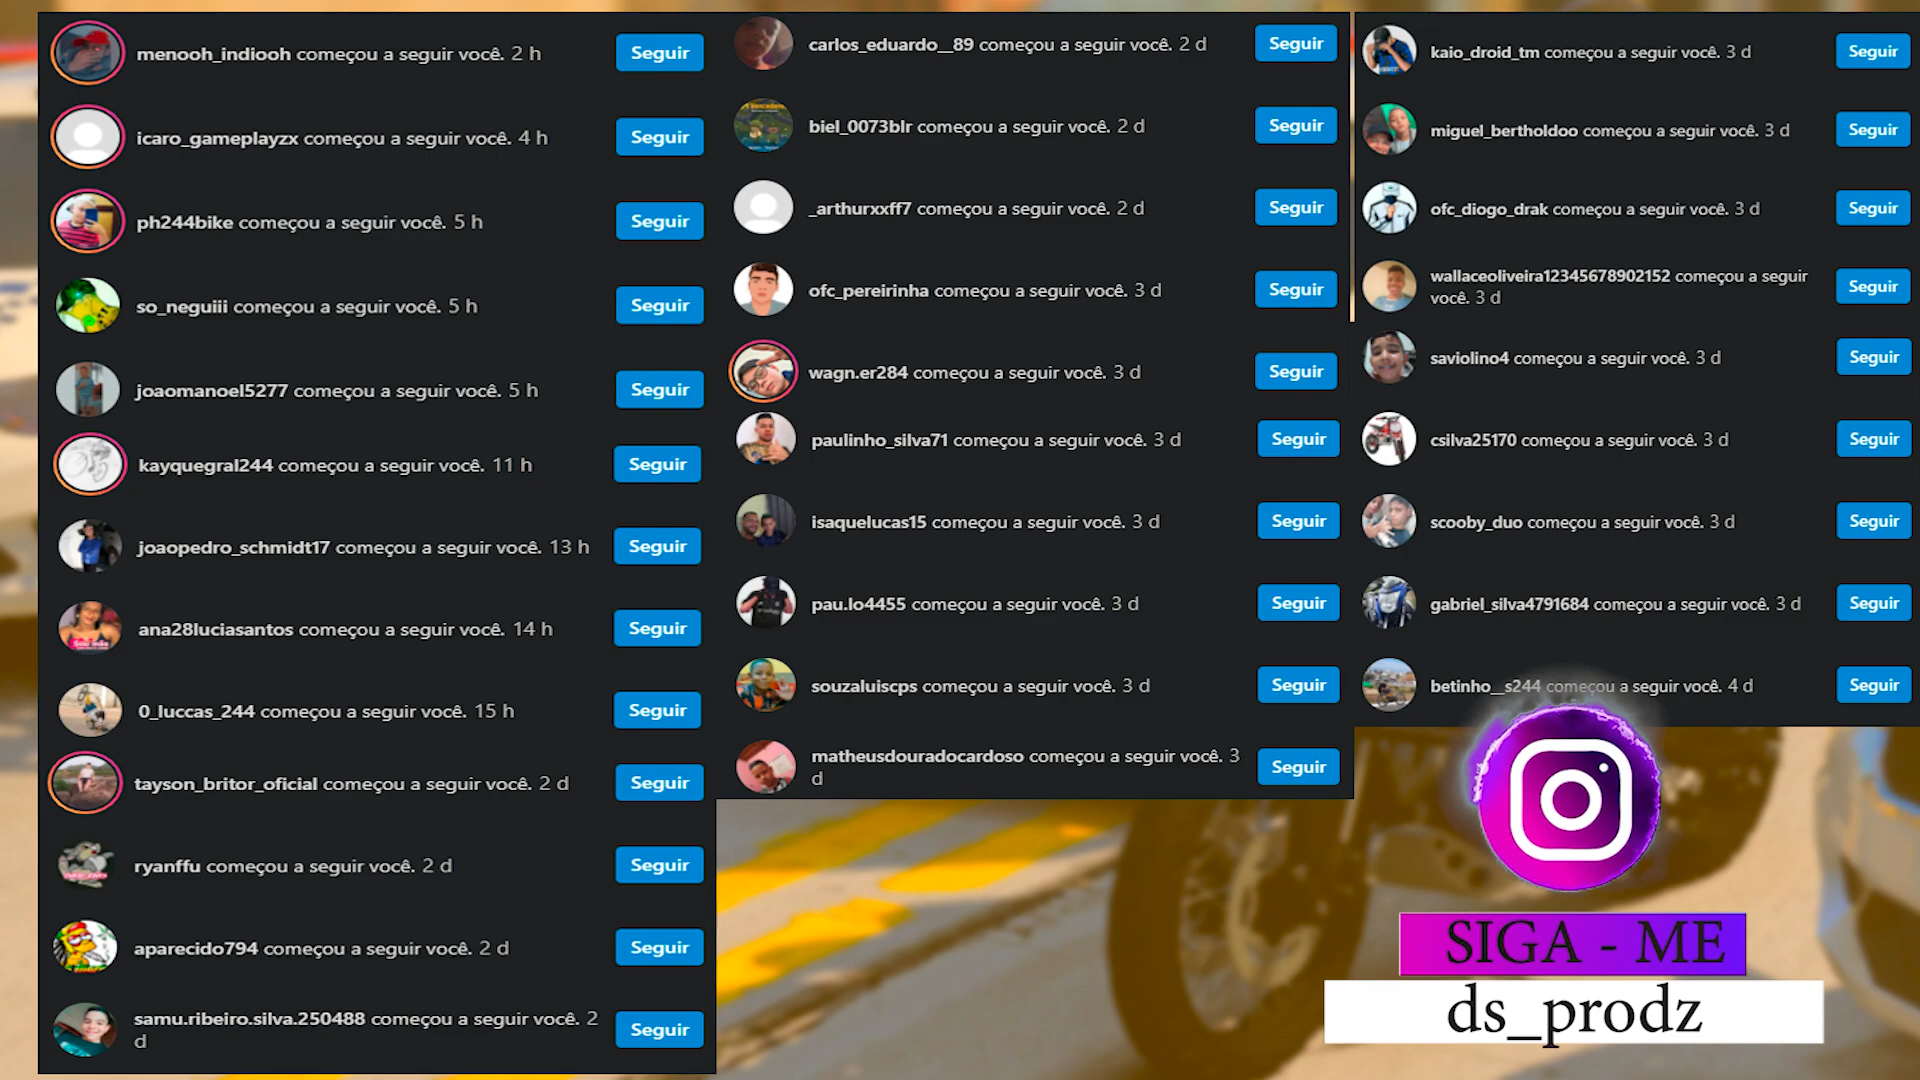 menooh_indiooh começou a seguir você. 2 h
Seguir
icaro_gameplayzx começou a seguir você. 4 h
Seguir
ph244bike começou a seguir você. 5 h
Seguir
so_neguiii começou a seguir você. 5 h
Seguir
joaomanoel5277 começou a seguir você. 5 h
Seguir
kayquegral244 começou a seguir você. 11 h
Seguir
joaopedro_schmidt17 começou a seguir você. 13 h
Seguir
ana28luciasantos começou a seguir você. 14 h
Seguir
0_luccas_244 começou a seguir você. 15 h
Seguir
tayson_britor_oficial começou a seguir você. 2 d
Seguir
ryanffu começou a seguir você. 2 d
Seguir
aparecido794 começou a seguir você. 2 d
Seguir
samu.ribeiro.silva.250488 começou a seguir você. 2
d
Seguir
carlos_eduardo__89 começou a seguir você. 2 d
Seguir
biel_0073blr começou a seguir você. 2 d
Seguir
_arthurxxff7 começou a seguir você. 2 d
Seguir
ofc_pereirinha começou a seguir você. 3 d
Seguir
wagn.er284 começou a seguir você. 3 d
Seguir
paulinho_silva71 começou a seguir você. 3 d
Seguir
isaquelucas15 começou a seguir você. 3 d
Seguir
pau.lo4455 começou a seguir você. 3 d
Seguir
souzaluiscps começou a seguir você. 3 d
Seguir
matheusdouradocardoso começou a seguir você. 3
d
Seguir
kaio_droid_tm começou a seguir você. 3 d
Seguir
miguel_bertholdoo começou a seguir você. 3 d
Seguir
ofc_diogo_drak começou a seguir você. 3 d
Seguir
wallaceoliveira12345678902152 começou a seguir
você. 3 d
Seguir
saviolino4 começou a seguir você. 3 d
Seguir
csilva25170 começou a seguir você. 3 d
Seguir
scooby_duo começou a seguir você. 3 d
Seguir
gabriel_silva4791684 começou a seguir você. 3 d
Seguir
betinho__s244 começou a seguir você. 4 d
Seguir
SIGA - ME
ds_prodz